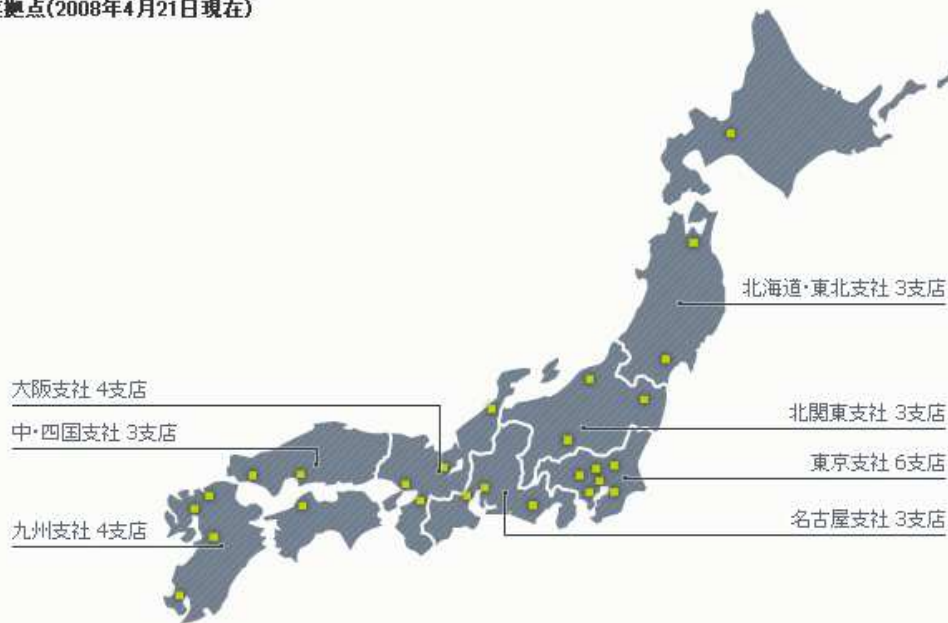 拠点(2008年4月21日現在)
北海道・東北支社 3支店
大阪支社 4支店
北関東支社 3支店
中・四国支社 3支店
東京支社 6支店
名古屋支社 3支店
九州支社 4支店